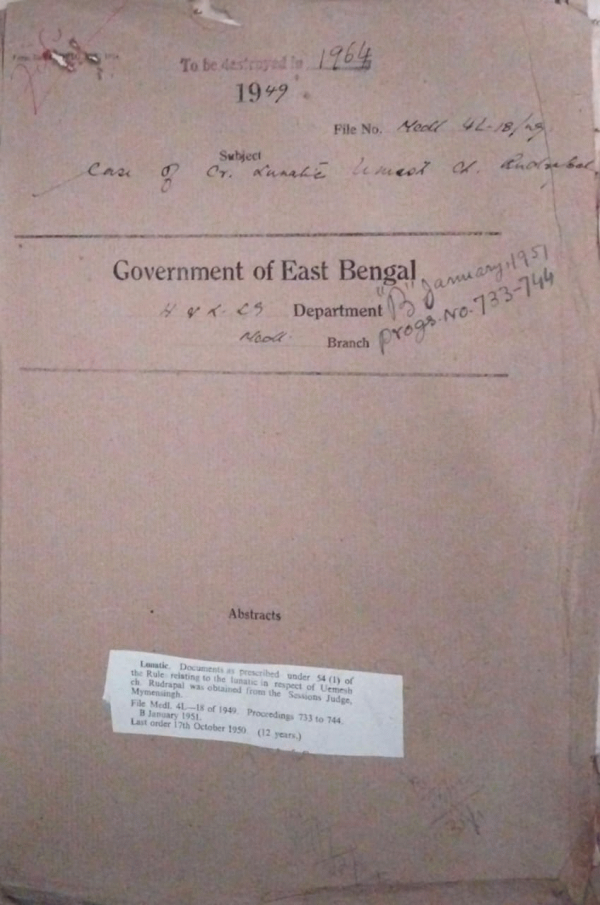 To be destroyed in 1964
1949
File No. Medl 4L-18/49
Subject
Case of Cr. Lunatic Umesh Ch. Rudrapal
Government of East Bengal
H & L. SG Department "B" January, 1951
Medl. Branch progs. No. 733-744
Abstracts
Lunatic. Documents as prescribed under 54 (1) of
the Rule relating to the lunatic in respect of Uemesh
ch. Rudrapal was obtained from the Sessions Judge,
Mymensingh.
File Medl. 4L—18 of 1949. Proceedings 733 to 744.
B January 1951.
Last order 17th October 1950. (12 years.)